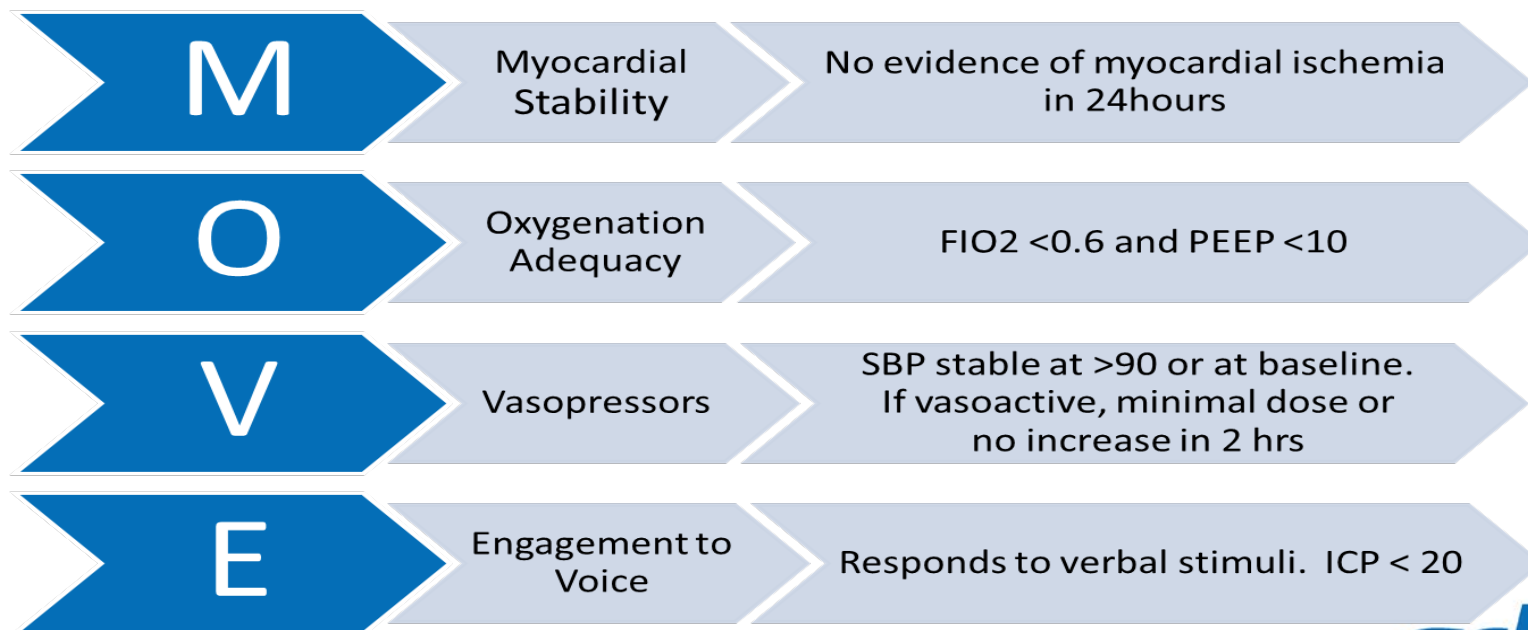 M
Myocardial
Stability
No evidence of myocardial ischemia
in 24hours
O
Oxygenation
Adequacy
FIO2 <0.6 and PEEP <10
V
Vasopressors
SBP stable at >90 or at baseline.
If vasoactive, minimal dose or
no increase in 2 hrs
E
Engagement to
Voice
Responds to verbal stimuli.  ICP < 20